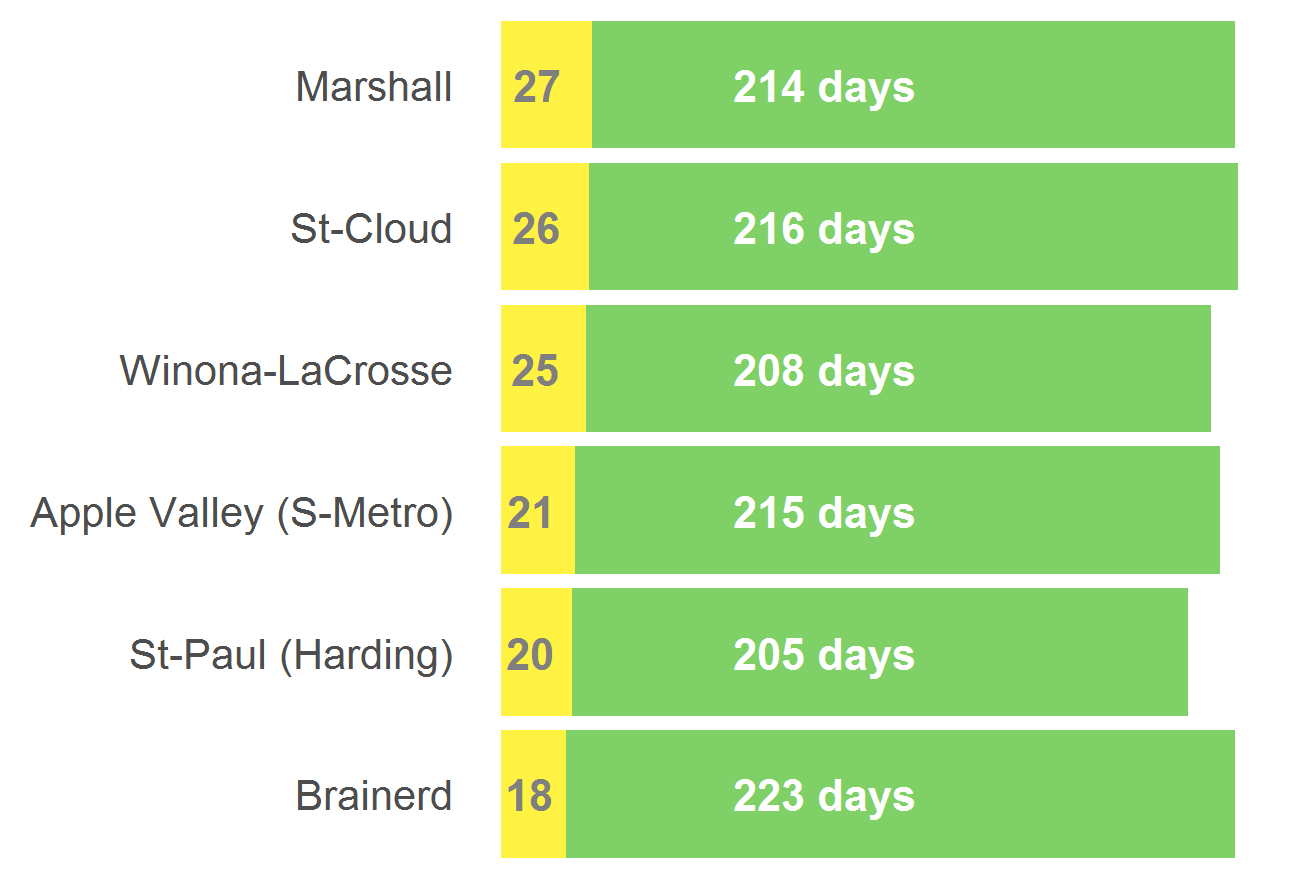 Marshall 27 214 days
St-Cloud 26 216 days
Winona-LaCrosse 25 208 days
Apple Valley (S-Metro) 21 215 days
St-Paul (Harding) 20 205 days
Brainerd 18 223 days